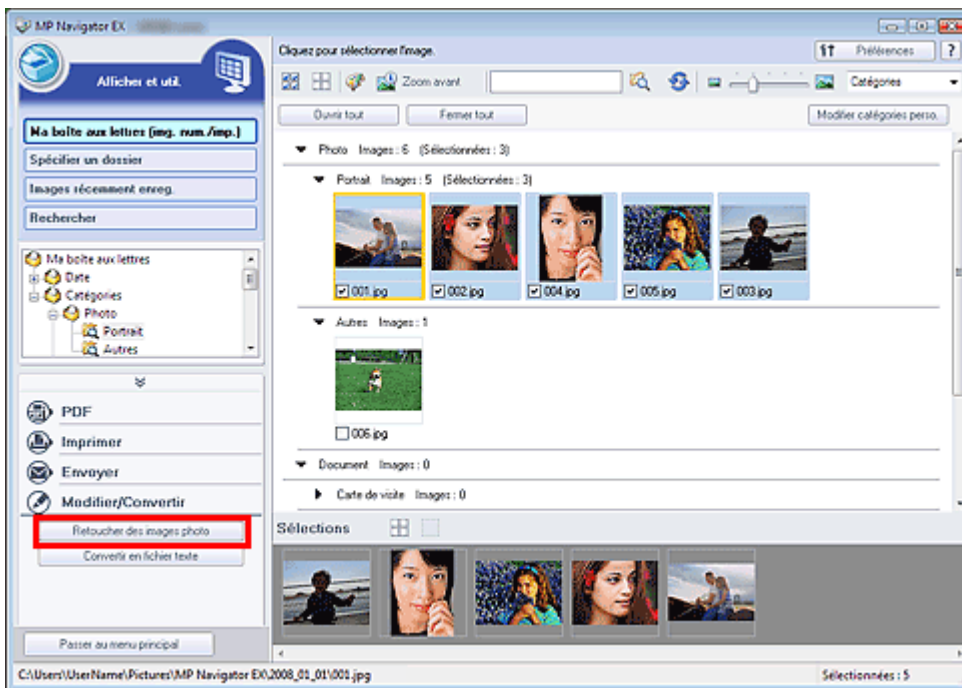 MP Navigator EX
Afficher et util.
Cliquez pour sélectionner l'image.
Préférences
?
Zoom avant
Catégories
Ouvrir tout
Fermer tout
Modifier catégories perso.
Ma boîte aux lettres (img. num./imp.)
Spécifier un dossier
Images récemment enreg.
Rechercher
Ma boîte aux lettres
Date
Catégories
Photo
Portrait
Autres
PDF
Imprimer
Envoyer
Modifier/Convertir
Retoucher des images photo
Convertir en fichier texte
Passer au menu principal
Photo Images : 6 (Sélectionnées : 3)
Portrait Images : 5 (Sélectionnées : 3)
001.jpg 002.jpg 004.jpg 005.jpg 003.jpg
Autres Images : 1
006.jpg
Document Images : 0
Carte de visite Images : 0
Sélections
C:\Users\UserName\Pictures\MP Navigator EX\2008_01_01\001.jpg
Sélectionnées : 5